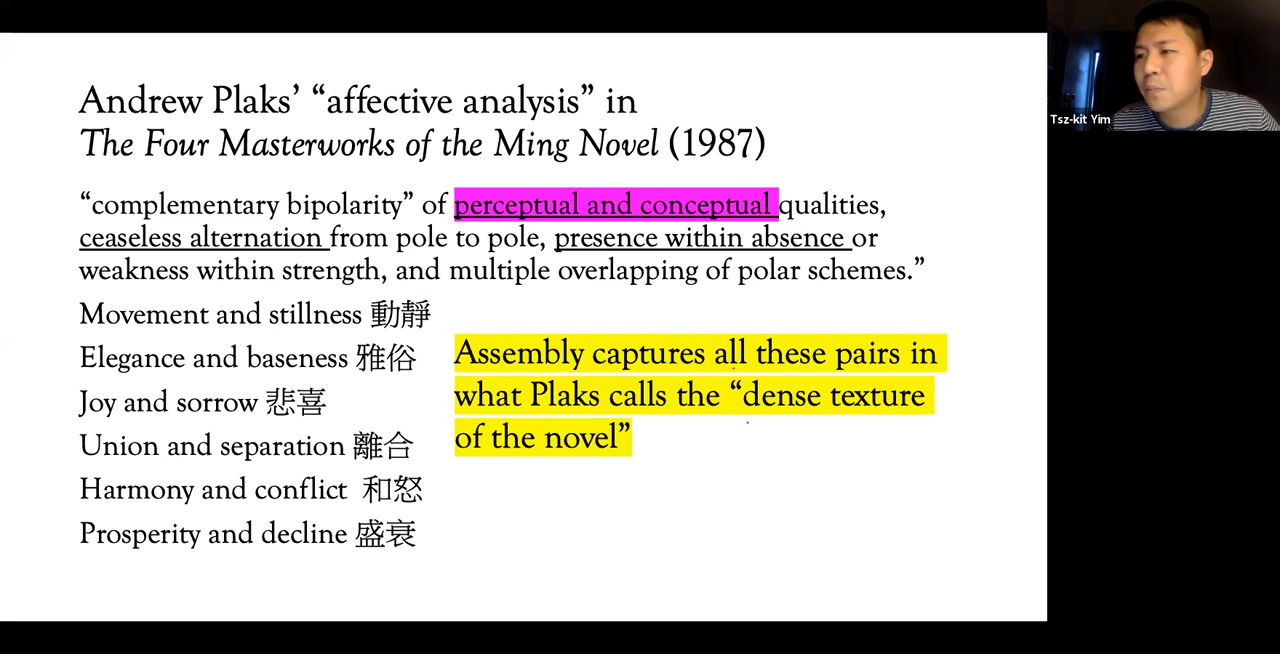 Andrew Plaks’ “affective analysis” in
The Four Masterworks of the Ming Novel (1987)
“complementary bipolarity” of perceptual and conceptual qualities,
ceaseless alternation from pole to pole, presence within absence or
weakness within strength, and multiple overlapping of polar schemes.”
Movement and stillness 動靜
Elegance and baseness 雅俗
Joy and sorrow 悲喜
Union and separation 離合
Harmony and conflict 和怒
Prosperity and decline 盛衰
Assembly captures all these pairs in
what Plaks calls the “dense texture
of the novel”
Tsz-kit Yim